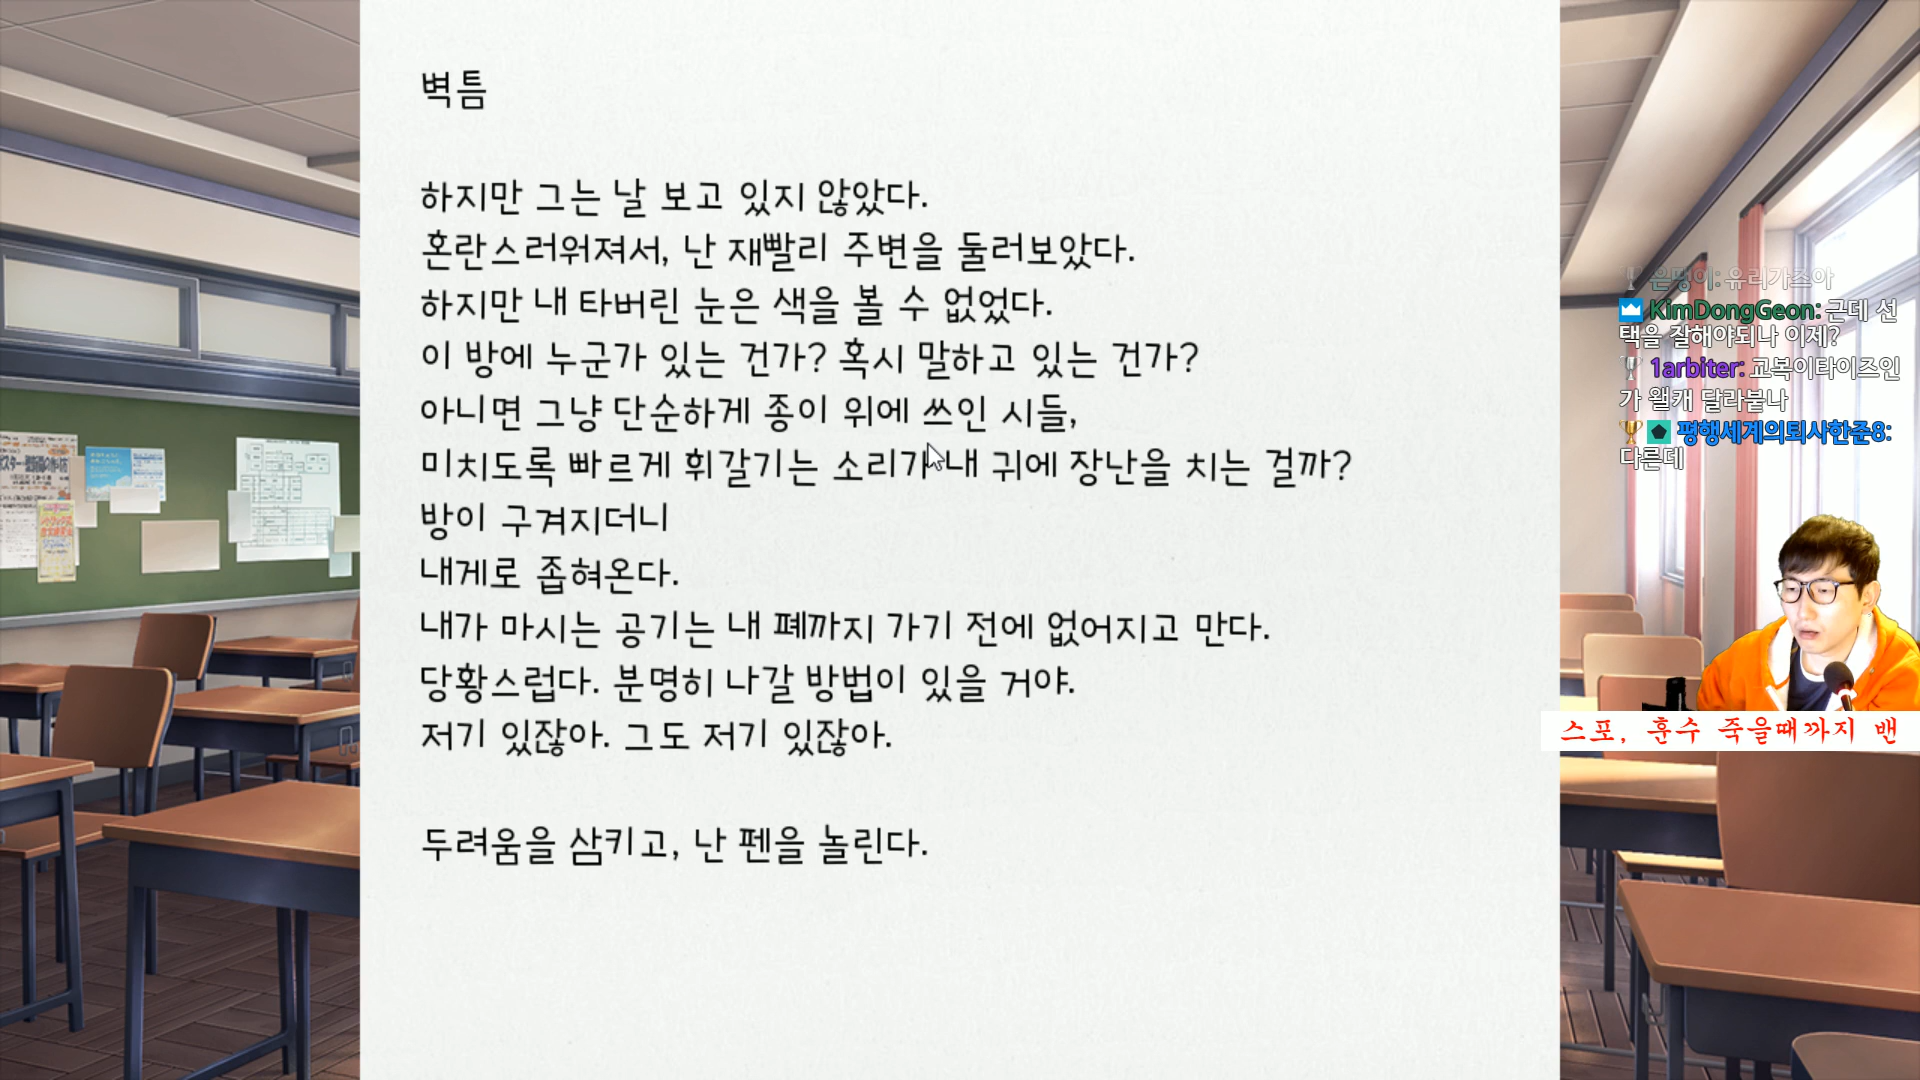 벽틈
하지만 그는 날 보고 있지 않았다.
혼란스러워져서, 난 재빨리 주변을 둘러보았다.
하지만 내 타버린 눈은 색을 볼 수 없었다.
이 방에 누군가 있는 건가? 혹시 말하고 있는 건가?
아니면 그냥 단순하게 종이 위에 쓰인 시들,
미치도록 빠르게 휘갈기는 소리가 내 귀에 장난을 치는 걸까?
방이 구겨지더니
내게로 좁혀온다.
내가 마시는 공기는 내 폐까지 가기 전에 없어지고 만다.
당황스럽다. 분명히 나갈 방법이 있을 거야.
저기 있잖아. 그도 저기 있잖아.
두려움을 삼키고, 난 펜을 놀린다.
은땡이: 유리가즈아
KimDongGeon: 근데 선
택을 잘해야되나 이제?
1arbiter: 교복이타이즈인
가 왤캐 달라붙나
평행세계의퇴사한준8:
다른데
스포, 훈수 죽을때까지 밴